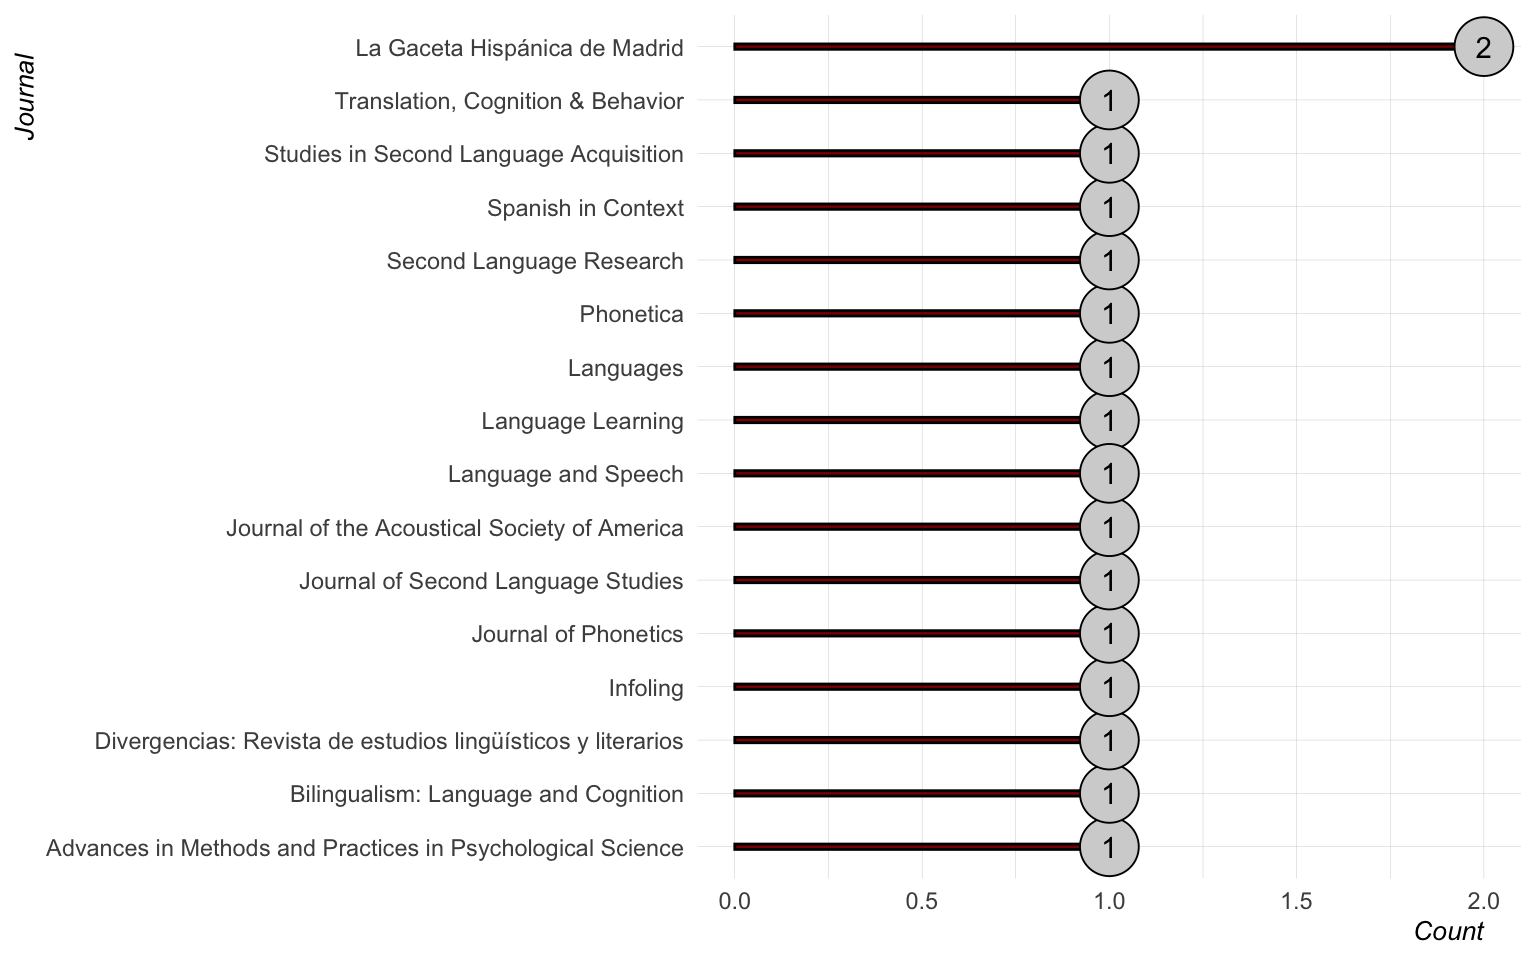 Journal
La Gaceta Hispánica de Madrid 2
Translation, Cognition & Behavior 1
Studies in Second Language Acquisition 1
Spanish in Context 1
Second Language Research 1
Phonetica 1
Languages 1
Language Learning 1
Language and Speech 1
Journal of the Acoustical Society of America 1
Journal of Second Language Studies 1
Journal of Phonetics 1
Infoling 1
Divergencias: Revista de estudios lingüísticos y literarios 1
Bilingualism: Language and Cognition 1
Advances in Methods and Practices in Psychological Science 1
0.0 0.5 1.0 1.5 2.0
Count